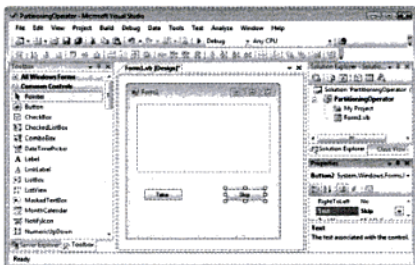 PartitioningOperator - Microsoft Visual Studio
File Edit View Project Build Debug Data Tools Test Analyze Window Help
Debug Any CPU
Toolbox
All Windows Forms
Common Controls
Pointer
Button
CheckBox
CheckedListBox
ComboBox
DateTimePicker
Label
LinkLabel
ListBox
ListView
MaskedTextBox
MonthCalendar
NotifyIcon
NumericUpDown
Server Explorer Toolbox
Form1.vb [Design]*
Form1
Take
Skip
Solution Explorer
Solution 'PartitioningOperator
PartitioningOperator
My Project
Form1.vb
Solution Explorer Class View
Properties
Button2 System.Windows.Forms.
RightToLeft No
Text Skip
Text
The text associated with the control.
Ready